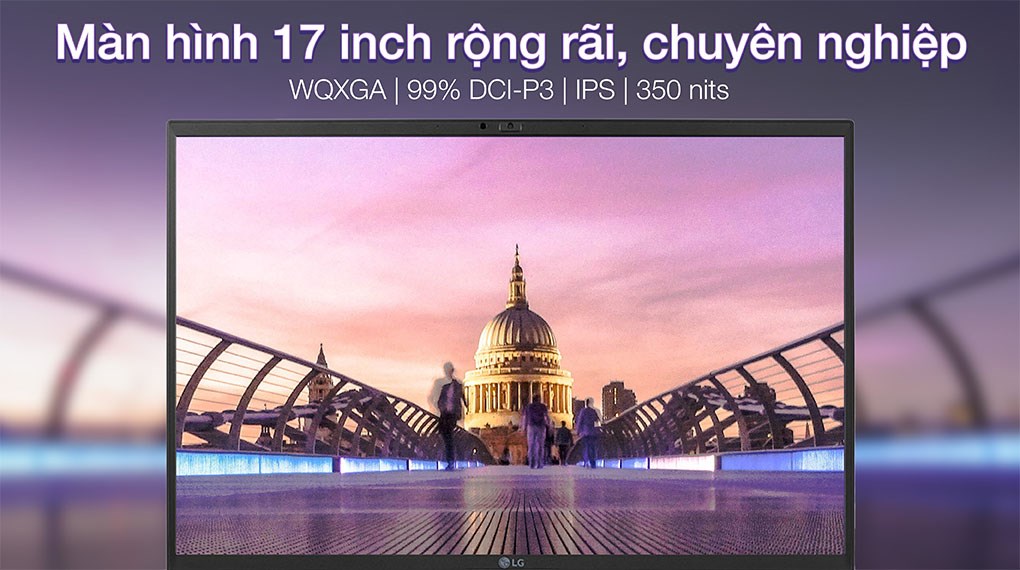 Màn hình 17 inch rộng rãi, chuyên nghiệp
WQXGA | 99% DCI-P3 | IPS | 350 nits
LG